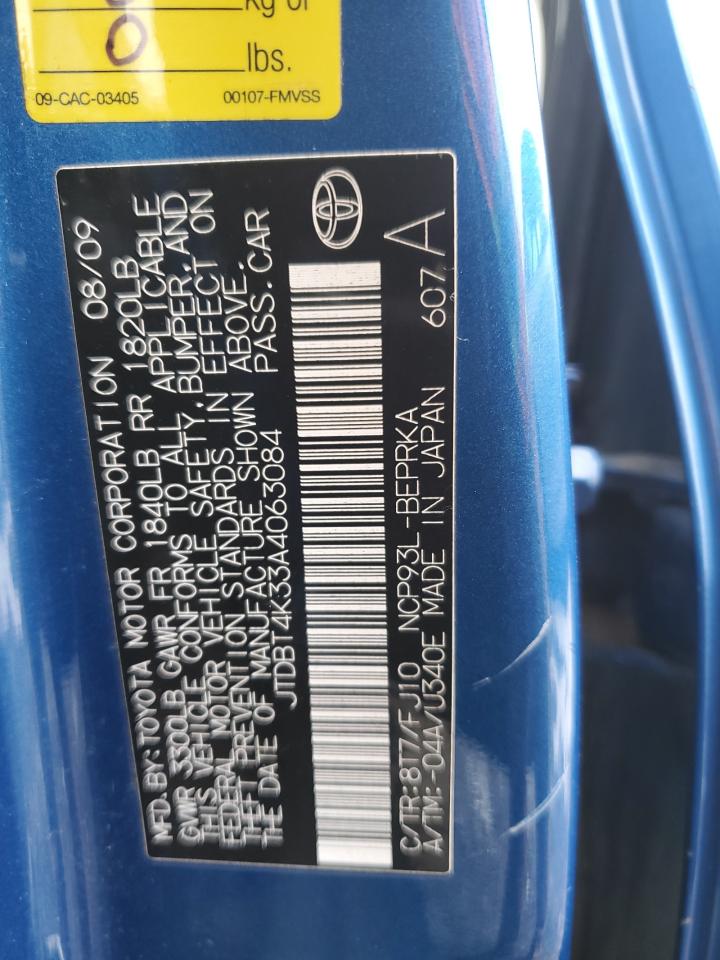 kg or
0
lbs.
09-CAC-03405 00107-FMVSS
MFD.BY:TOYOTA MOTOR CORPORATION 08/09
GVWR 3300LB GAWR FR 1840LB RR 1820LB
THIS VEHICLE CONFORMS TO ALL APPLICABLE
FEDERAL MOTOR VEHICLE SAFETY,BUMPER,AND
THEFT PREVENTION STANDARDS IN EFFECT ON
THE DATE OF MANUFACTURE SHOWN ABOVE.
JTDBT4K33A4063084 PASS.CAR
C/TR:8T7/FJ10 NCP93L-BEPRKA 607 A
A/TM:-04A/U340E MADE IN JAPAN